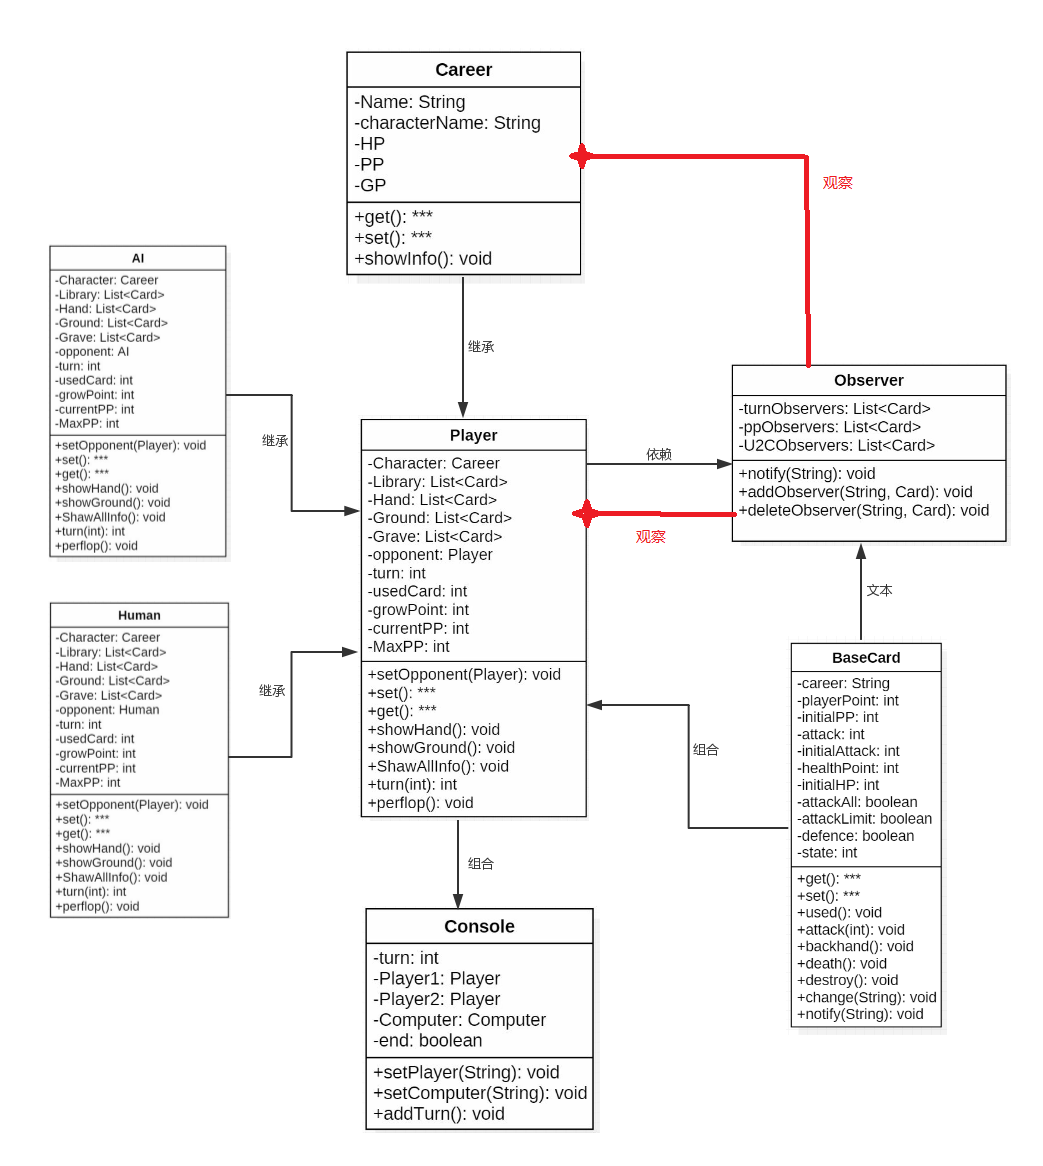 Career
-Name: String
-characterName: String
-HP
-PP
-GP
+get(): ***
+set(): ***
+showInfo(): void
观察
继承
AI
-Character: Career
-Library: List<Card>
-Hand: List<Card>
-Ground: List<Card>
-Grave: List<Card>
-opponent: AI
-turn: int
-usedCard: int
-growPoint: int
-currentPP: int
-MaxPP: int
+setOpponent(Player): void
+set(): ***
+get(): ***
+showHand(): void
+showGround(): void
+ShawAllInfo(): void
+turn(int): int
+perflop(): void
继承
Observer
-turnObservers: List<Card>
-ppObservers: List<Card>
-U2CObservers: List<Card>
+notify(String): void
+addObserver(String, Card): void
+deleteObserver(String, Card): void
依赖
观察
文本
Player
-Character: Career
-Library: List<Card>
-Hand: List<Card>
-Ground: List<Card>
-Grave: List<Card>
-opponent: Player
-turn: int
-usedCard: int
-growPoint: int
-currentPP: int
-MaxPP: int
+setOpponent(Player): void
+set(): ***
+get(): ***
+showHand(): void
+showGround(): void
+ShawAllInfo(): void
+turn(int): int
+perflop(): void
Human
-Character: Career
-Library: List<Card>
-Hand: List<Card>
-Ground: List<Card>
-Grave: List<Card>
-opponent: Human
-turn: int
-usedCard: int
-growPoint: int
-currentPP: int
-MaxPP: int
+setOpponent(Player): void
+set(): ***
+get(): ***
+showHand(): void
+showGround(): void
+ShawAllInfo(): void
+turn(int): int
+perflop(): void
继承
BaseCard
-career: String
-playerPoint: int
-initialPP: int
-attack: int
-initialAttack: int
-healthPoint: int
-initialHP: int
-attackAll: boolean
-attackLimit: boolean
-defence: boolean
-state: int
+get(): ***
+set(): ***
+used(): void
+attack(int): void
+backhand(): void
+death(): void
+destroy(): void
+change(String): void
+notify(String): void
组合
组合
Console
-turn: int
-Player1: Player
-Player2: Player
-Computer: Computer
-end: boolean
+setPlayer(String): void
+setComputer(String): void
+addTurn(): void